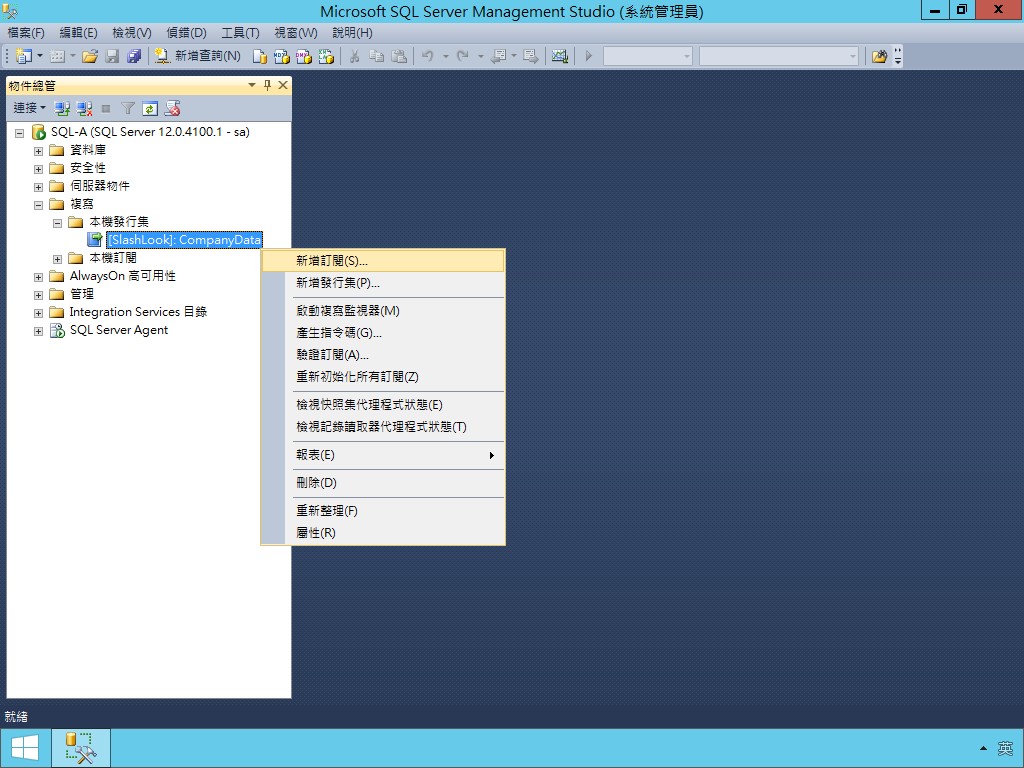 Microsoft SQL Server Management Studio (系統管理員)
檔案(F) 編輯(E) 檢視(V) 偵錯(D) 工具(T) 視窗(W) 說明(H)
新增查詢(N)
物件總管
連接
SQL-A (SQL Server 12.0.4100.1 - sa)
資料庫
安全性
伺服器物件
複寫
本機發行集
[SlashLook]: CompanyData
本機訂閱
AlwaysOn 高可用性
管理
Integration Services 目錄
SQL Server Agent
新增訂閱(S)...
新增發行集(P)...
啟動複寫監視器(M)
產生指令碼(G)...
驗證訂閱(A)...
重新初始化所有訂閱(Z)
檢視快照集代理程式狀態(E)
檢視記錄讀取器代理程式狀態(T)
報表(E)
刪除(D)
重新整理(F)
屬性(R)
就緒
英